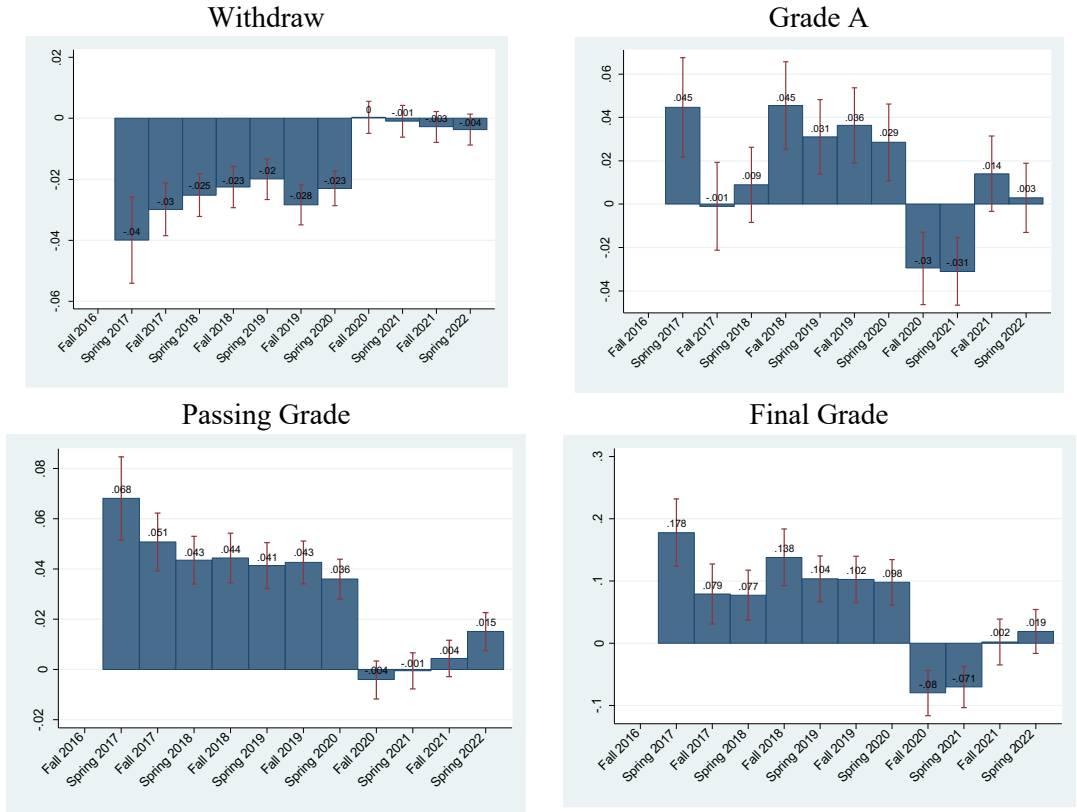 Withdraw
.02
0
-.02
-.04
-.06
-.04
-.03
-.025
-.023
-.02
-.028
-.023
0
-.001
-.003
-.004
Fall 2016
Spring 2017
Fall 2017
Spring 2018
Fall 2018
Spring 2019
Fall 2019
Spring 2020
Fall 2020
Spring 2021
Fall 2021
Spring 2022
Grade A
.06
.04
.02
0
-.02
-.04
.045
-.001
.009
.045
.031
.036
.029
-.03
-.031
.014
.003
Fall 2016
Spring 2017
Fall 2017
Spring 2018
Fall 2018
Spring 2019
Fall 2019
Spring 2020
Fall 2020
Spring 2021
Fall 2021
Spring 2022
Passing Grade
.08
.06
.04
.02
0
-.02
.068
.051
.043
.044
.041
.043
.036
-.004
-.001
.004
.015
Fall 2016
Spring 2017
Fall 2017
Spring 2018
Fall 2018
Spring 2019
Fall 2019
Spring 2020
Fall 2020
Spring 2021
Fall 2021
Spring 2022
Final Grade
.3
.2
.1
0
-.1
.178
.079
.077
.138
.104
.102
.098
-.08
-.071
.002
.019
Fall 2016
Spring 2017
Fall 2017
Spring 2018
Fall 2018
Spring 2019
Fall 2019
Spring 2020
Fall 2020
Spring 2021
Fall 2021
Spring 2022